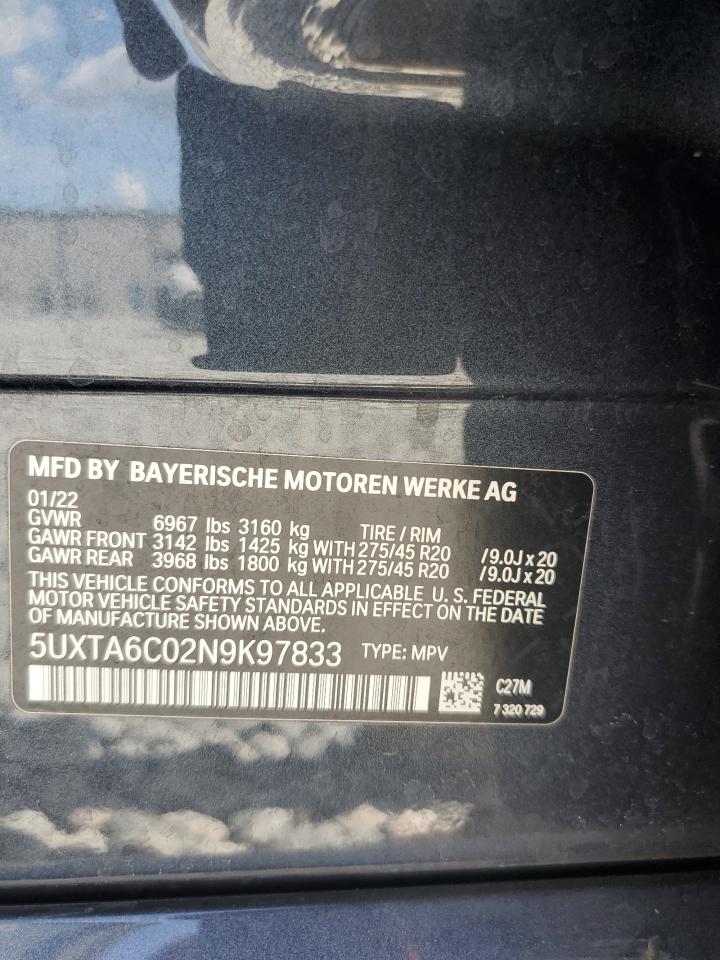 MFD BY BAYERISCHE MOTOREN WERKE AG
01/22
GVWR 6967 lbs 3160 kg TIRE / RIM
GAWR FRONT 3142 lbs 1425 kg WITH 275/45 R20 /9.0J x 20
GAWR REAR 3968 lbs 1800 kg WITH 275/45 R20 /9.0J x 20
THIS VEHICLE CONFORMS TO ALL APPLICABLE U. S. FEDERAL
MOTOR VEHICLE SAFETY STANDARDS IN EFFECT ON THE DATE
OF MANUFACTURE SHOWN ABOVE.
5UXTA6C02N9K97833 TYPE: MPV
C27M
7 320 729